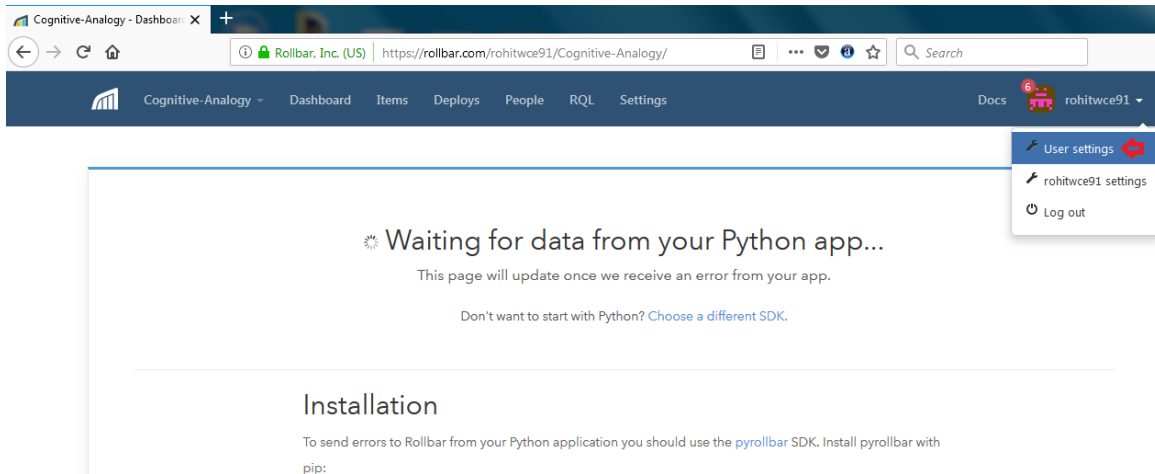 Cognitive-Analogy - Dashboar
Rollbar, Inc. (US) https://rollbar.com/rohitwce91/Cognitive-Analogy/ ... Search
Cognitive-Analogy Dashboard Items Deploys People RQL Settings Docs 6 rohitwce91
User settings
rohitwce91 settings
Log out
Waiting for data from your Python app...
This page will update once we receive an error from your app.
Don't want to start with Python? Choose a different SDK.
Installation
To send errors to Rollbar from your Python application you should use the pyrollbar SDK. Install pyrollbar with
pip: